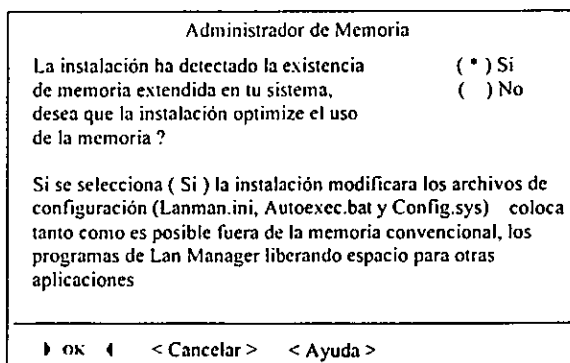 Administrador de Memoria
La instalación ha detectado la existencia ( * ) Si
de memoria extendida en tu sistema, ( ) No
desea que la instalación optimize el uso
de la memoria ?
Si se selecciona ( Si ) la instalación modificara los archivos de
configuración (Lanman.ini, Autoexec.bat y Config.sys) coloca
tanto como es posible fuera de la memoria convencional, los
programas de Lan Manager liberando espacio para otras
aplicaciones
OK < Cancelar > < Ayuda >